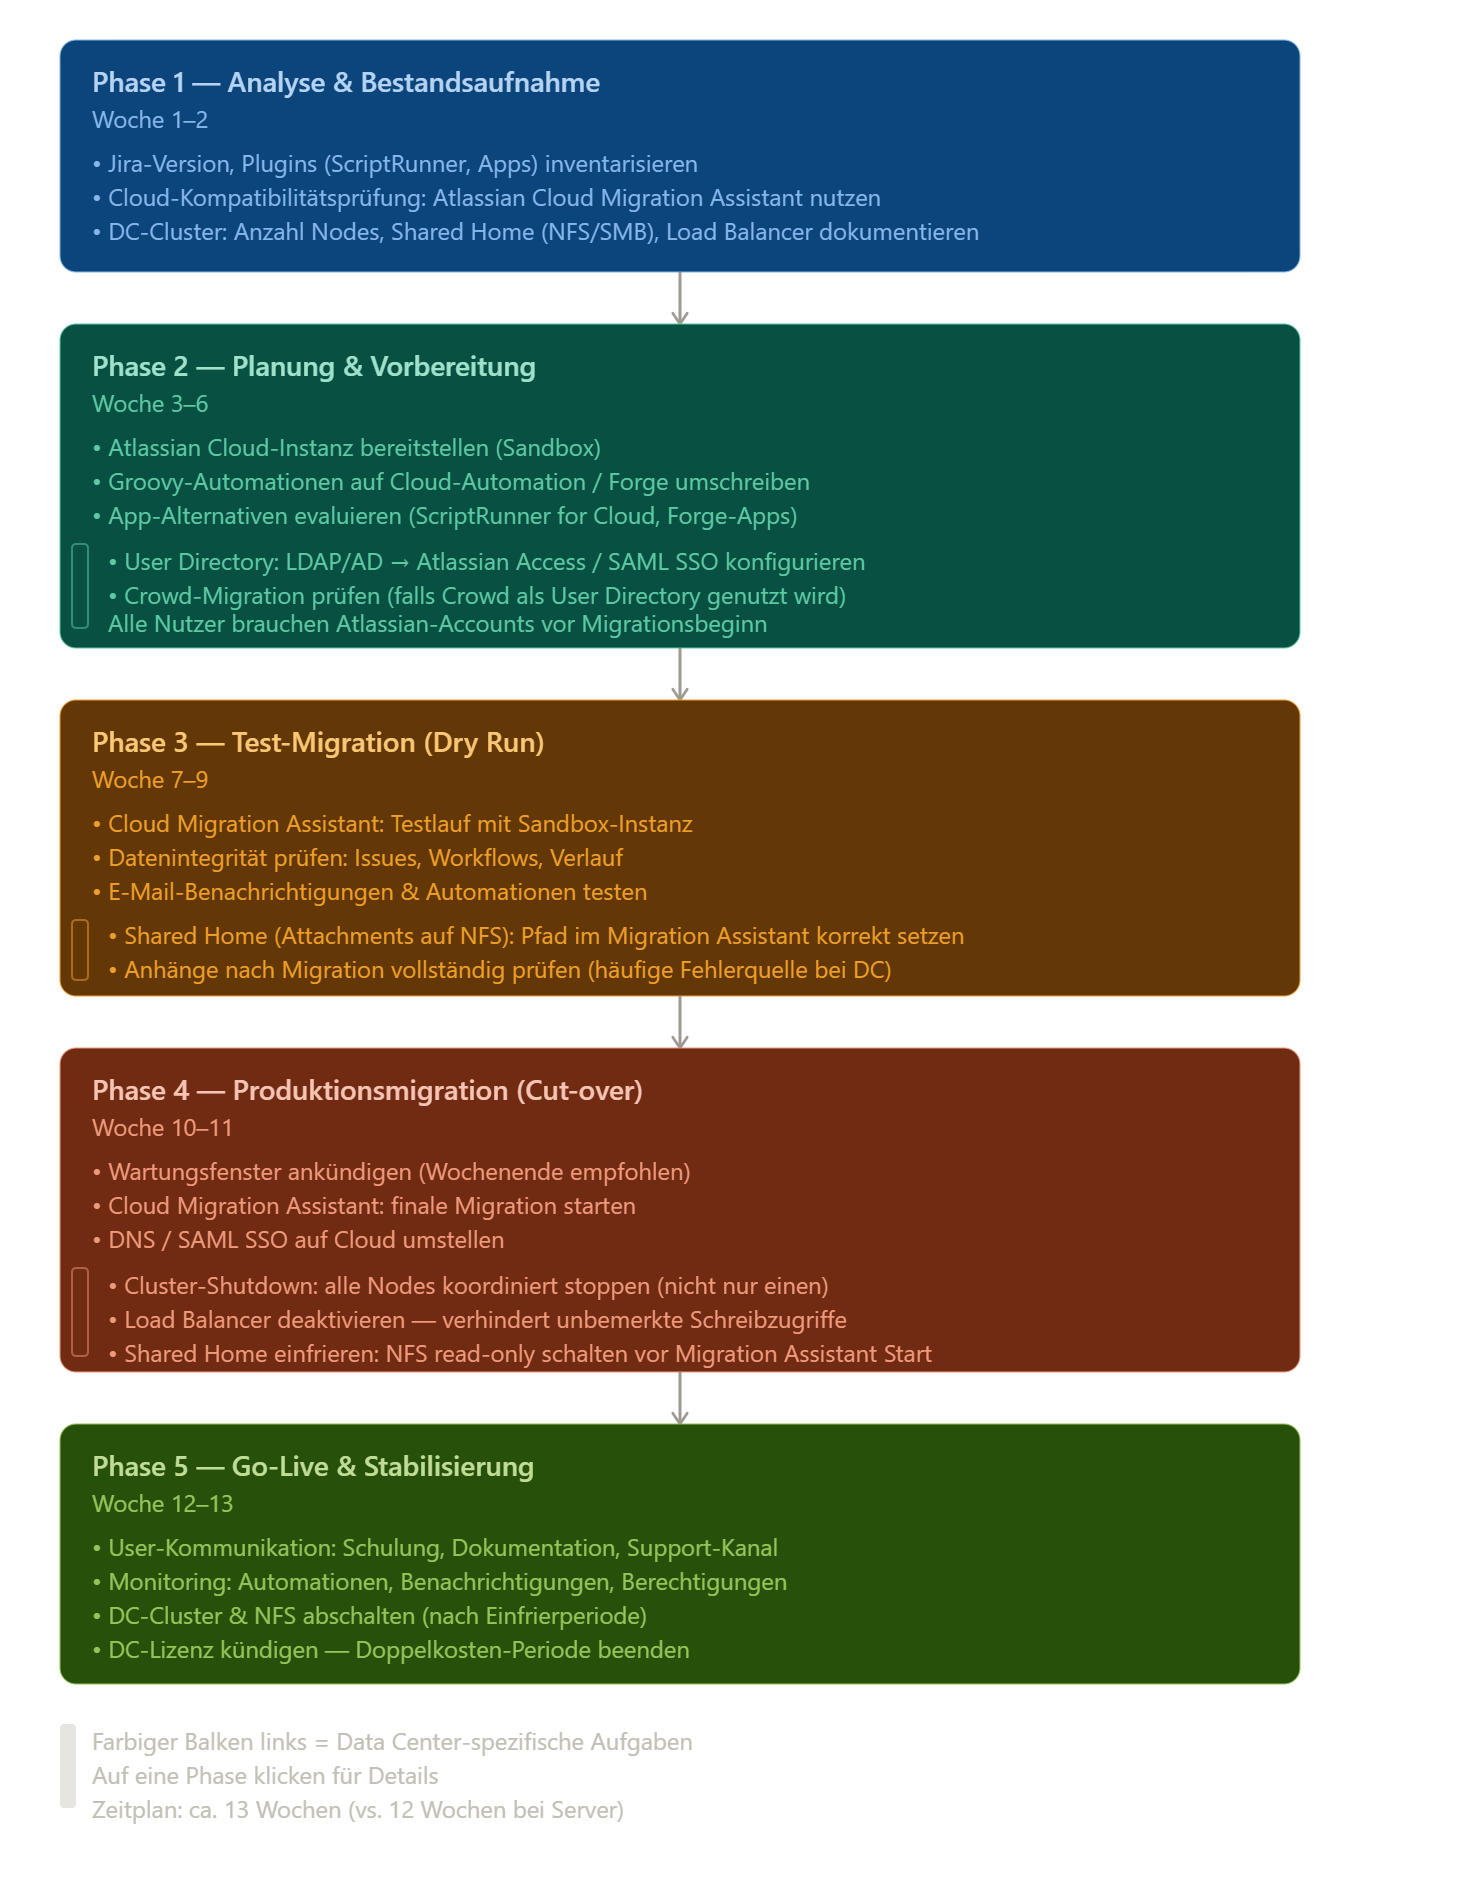 Phase 1 — Analyse & Bestandsaufnahme
Woche 1–2
• Jira-Version, Plugins (ScriptRunner, Apps) inventarisieren
• Cloud-Kompatibilitätsprüfung: Atlassian Cloud Migration Assistant nutzen
• DC-Cluster: Anzahl Nodes, Shared Home (NFS/SMB), Load Balancer dokumentieren
Phase 2 — Planung & Vorbereitung
Woche 3–6
• Atlassian Cloud-Instanz bereitstellen (Sandbox)
• Groovy-Automationen auf Cloud-Automation / Forge umschreiben
• App-Alternativen evaluieren (ScriptRunner for Cloud, Forge-Apps)
• User Directory: LDAP/AD → Atlassian Access / SAML SSO konfigurieren
• Crowd-Migration prüfen (falls Crowd als User Directory genutzt wird)
Alle Nutzer brauchen Atlassian-Accounts vor Migrationsbeginn
Phase 3 — Test-Migration (Dry Run)
Woche 7–9
• Cloud Migration Assistant: Testlauf mit Sandbox-Instanz
• Datenintegrität prüfen: Issues, Workflows, Verlauf
• E-Mail-Benachrichtigungen & Automationen testen
• Shared Home (Attachments auf NFS): Pfad im Migration Assistant korrekt setzen
• Anhänge nach Migration vollständig prüfen (häufige Fehlerquelle bei DC)
Phase 4 — Produktionsmigration (Cut-over)
Woche 10–11
• Wartungsfenster ankündigen (Wochenende empfohlen)
• Cloud Migration Assistant: finale Migration starten
• DNS / SAML SSO auf Cloud umstellen
• Cluster-Shutdown: alle Nodes koordiniert stoppen (nicht nur einen)
• Load Balancer deaktivieren — verhindert unbemerkte Schreibzugriffe
• Shared Home einfrieren: NFS read-only schalten vor Migration Assistant Start
Phase 5 — Go-Live & Stabilisierung
Woche 12–13
• User-Kommunikation: Schulung, Dokumentation, Support-Kanal
• Monitoring: Automationen, Benachrichtigungen, Berechtigungen
• DC-Cluster & NFS abschalten (nach Einfrierperiode)
• DC-Lizenz kündigen — Doppelkosten-Periode beenden
Farbiger Balken links = Data Center-spezifische Aufgaben
Auf eine Phase klicken für Details
Zeitplan: ca. 13 Wochen (vs. 12 Wochen bei Server)